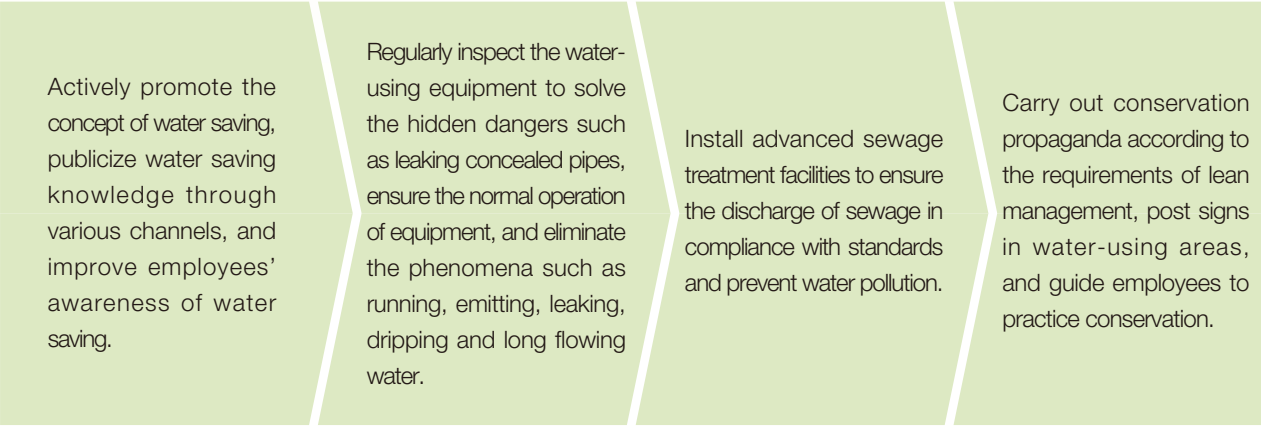 Actively promote the
concept of water saving,
publicize water saving
knowledge through
various channels, and
improve employees’
awareness of water
saving.
Regularly inspect the water-
using equipment to solve
the hidden dangers such
as leaking concealed pipes,
ensure the normal operation
of equipment, and eliminate
the phenomena such as
running, emitting, leaking,
dripping and long flowing
water.
Install advanced sewage
treatment facilities to ensure
the discharge of sewage in
compliance with standards
and prevent water pollution.
Carry out conservation
propaganda according to
the requirements of lean
management, post signs
in water-using areas,
and guide employees to
practice conservation.